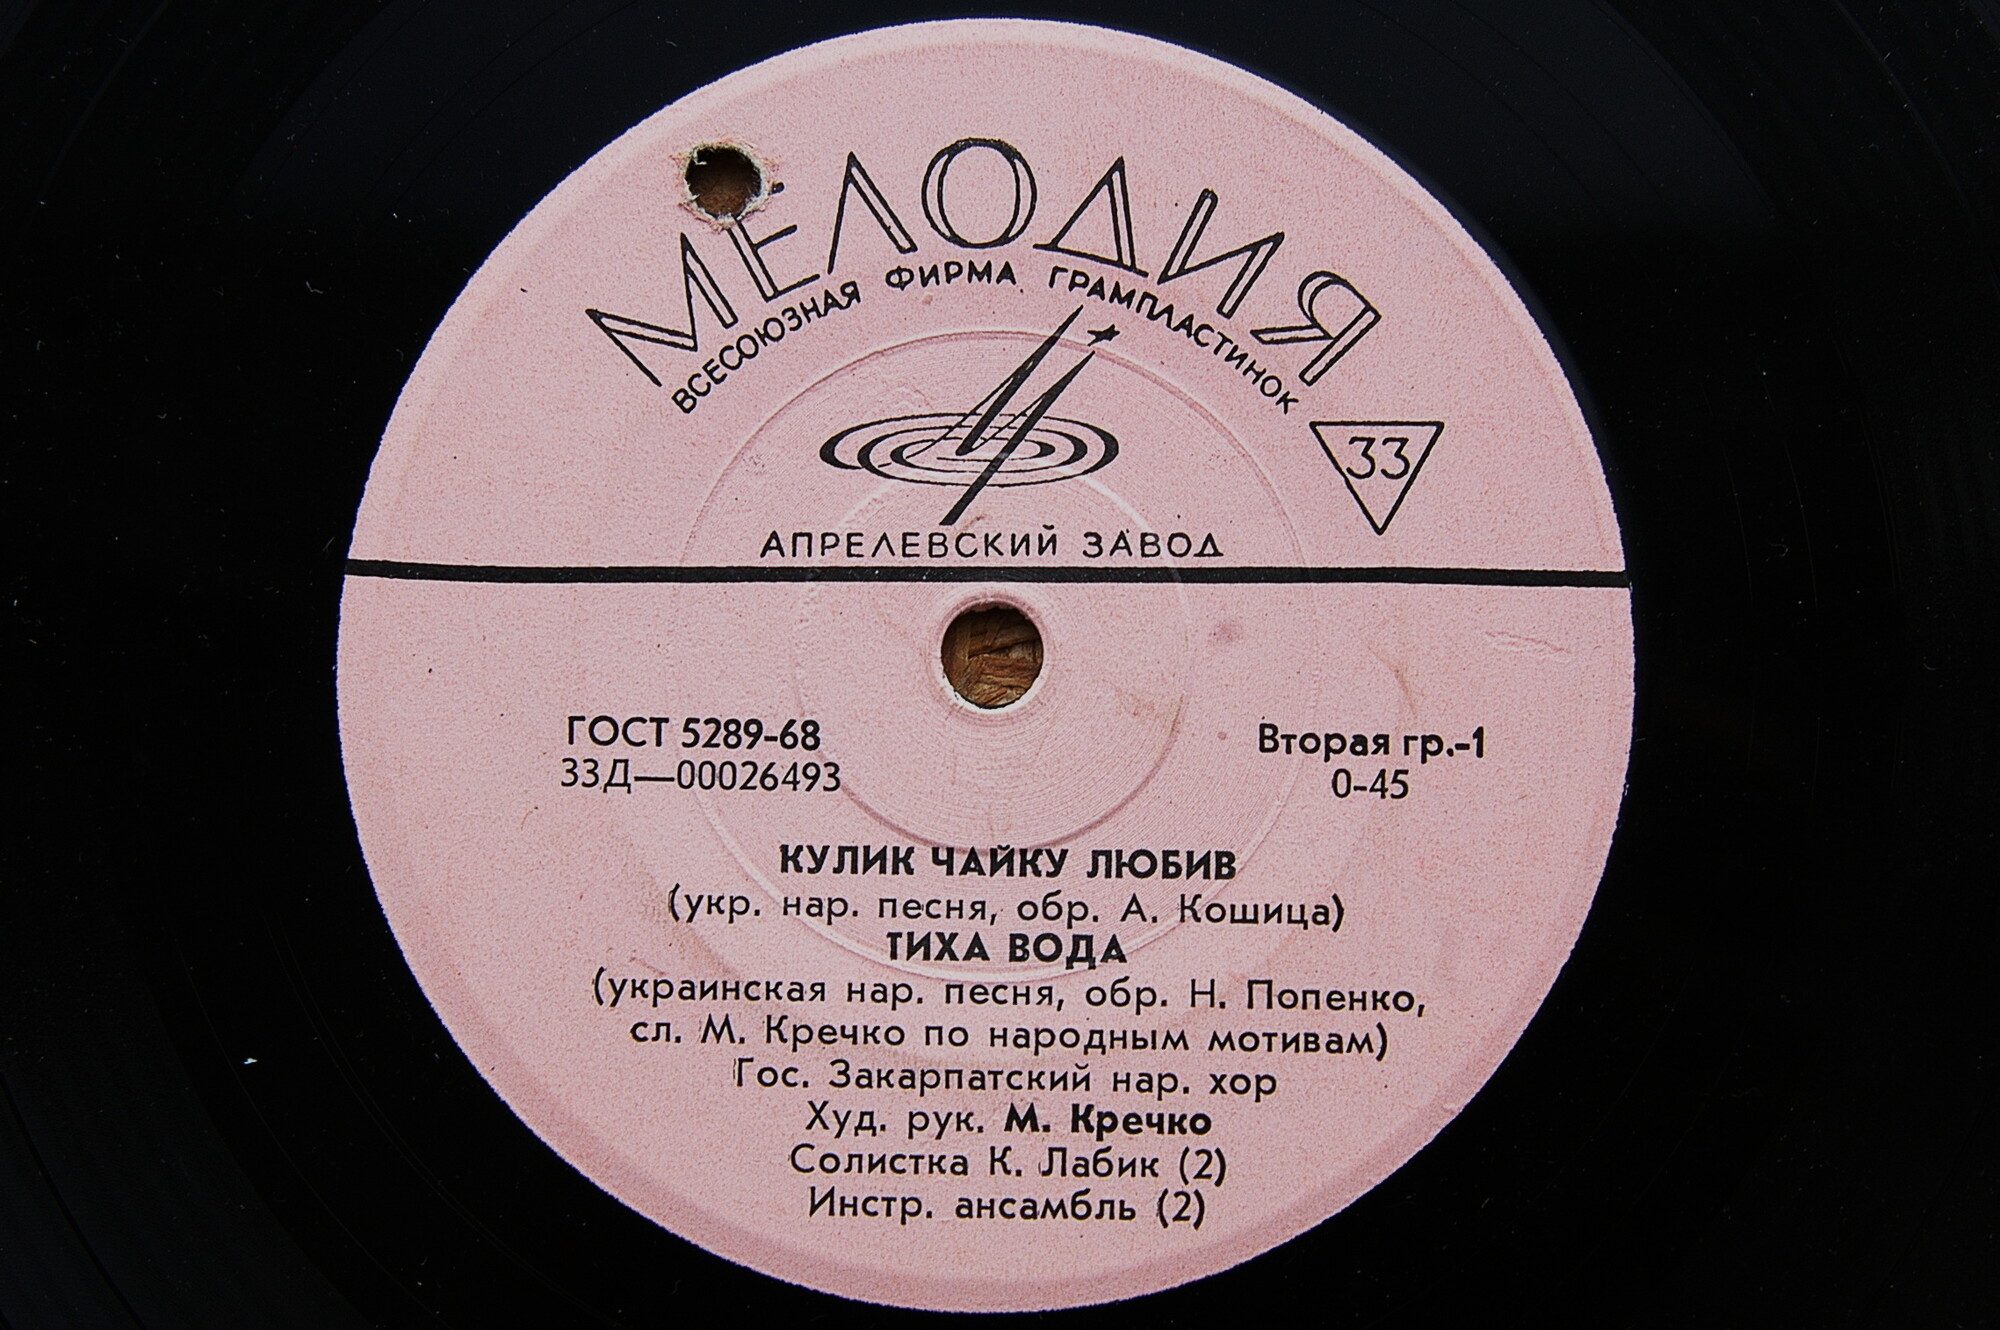 МЕЛОДИЯ
ВСЕСОЮЗНАЯ ФИРМА ГРАМПЛАСТИНОК
33
АПРЕЛЕВСКИЙ ЗАВОД
ГОСТ 5289-68
33Д—00026493
Вторая гр.-1
0-45
КУЛИК ЧАЙКУ ЛЮБИВ
(укр. нар. песня, обр. А. Кошица)
ТИХА ВОДА
(украинская нар. песня, обр. Н. Попенко,
сл. М. Кречко по народным мотивам)
Гос. Закарпатский нар. хор
Худ. рук. М. Кречко
Солистка К. Лабик (2)
Инстр. ансамбль (2)